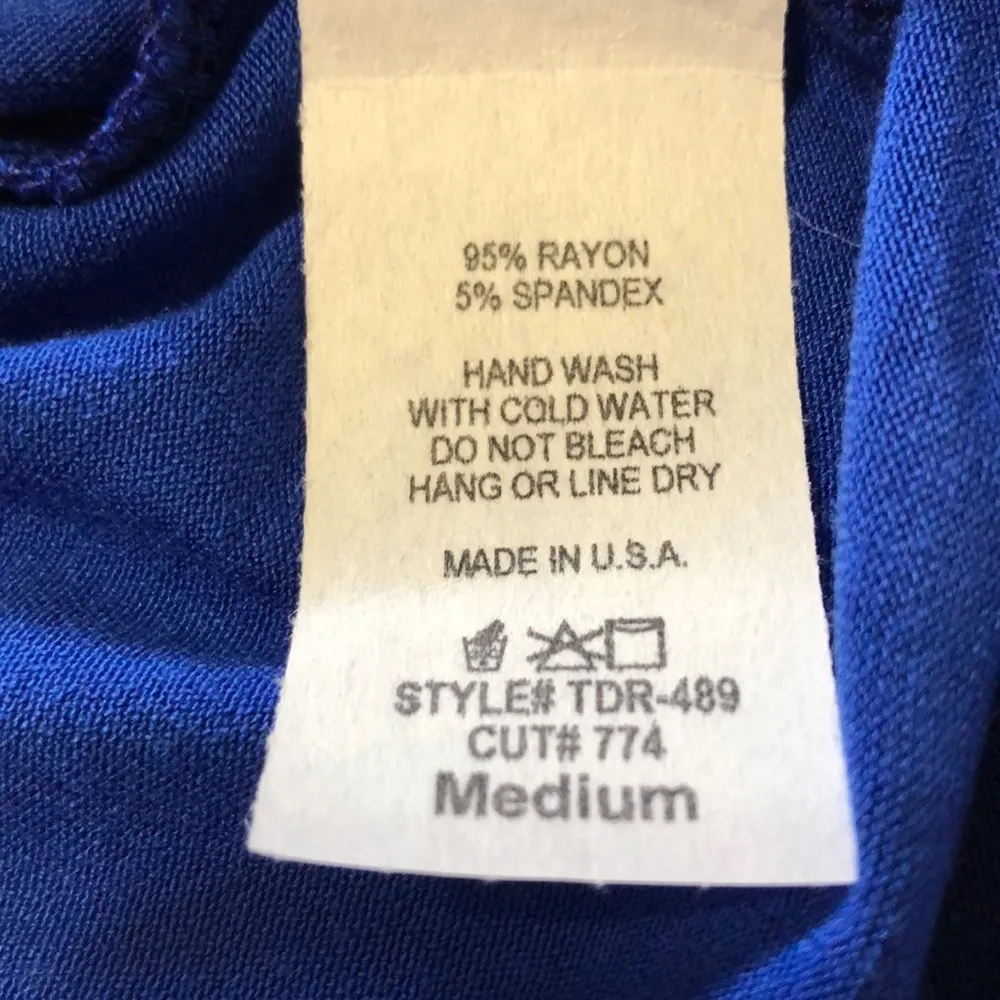 95% RAYON
5% SPANDEX
HAND WASH
WITH COLD WATER
DO NOT BLEACH
HANG OR LINE DRY
MADE IN U.S.A.
STYLE# TDR-489
CUT# 774
Medium